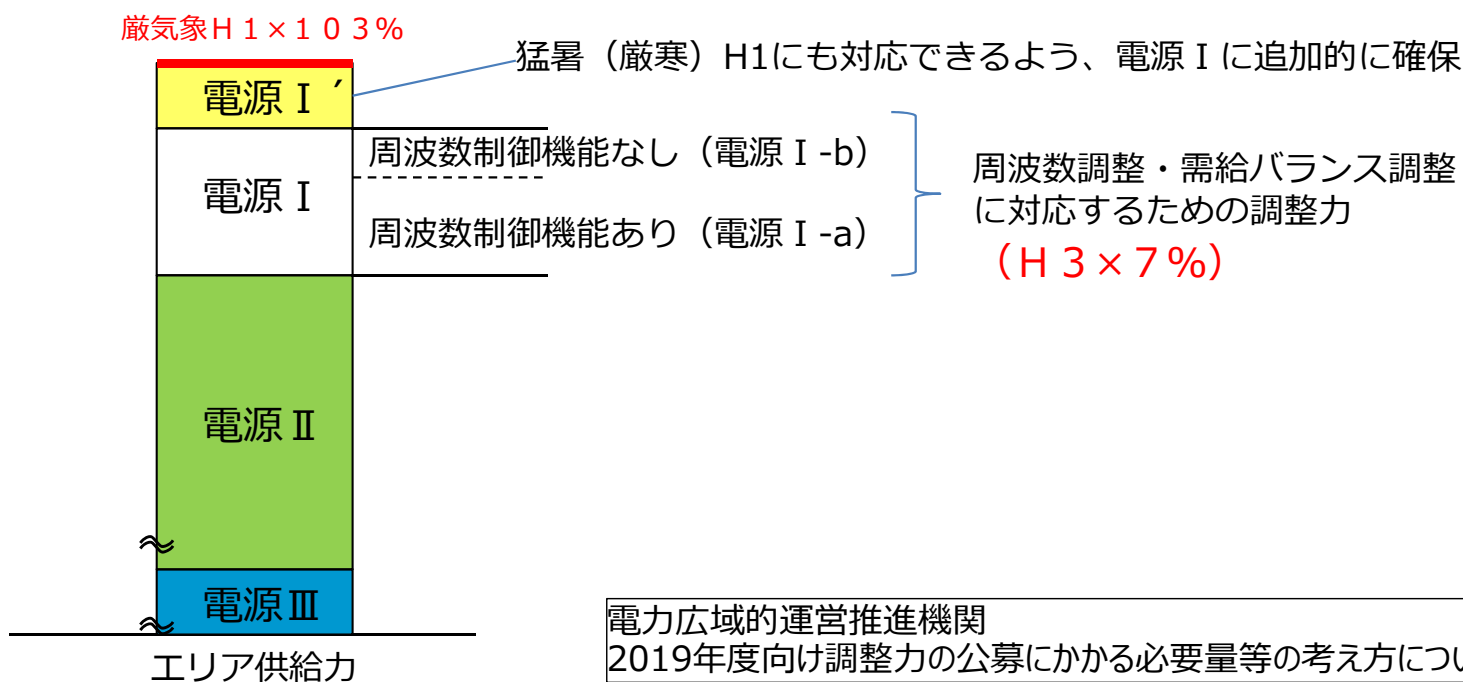 厳気象H1×103%
猛暑（厳寒）H1にも対応できるよう、電源Ⅰに追加的に確保
電源Ⅰ´
周波数制御機能なし（電源Ⅰ-b）
電源Ⅰ
周波数制御機能あり（電源Ⅰ-a）
周波数調整・需給バランス調整
に対応するための調整力
（H3×7%）
電源Ⅱ
電源Ⅲ
エリア供給力
電力広域的運営推進機関
2019年度向け調整力の公募にかかる必要量等の考え方につい